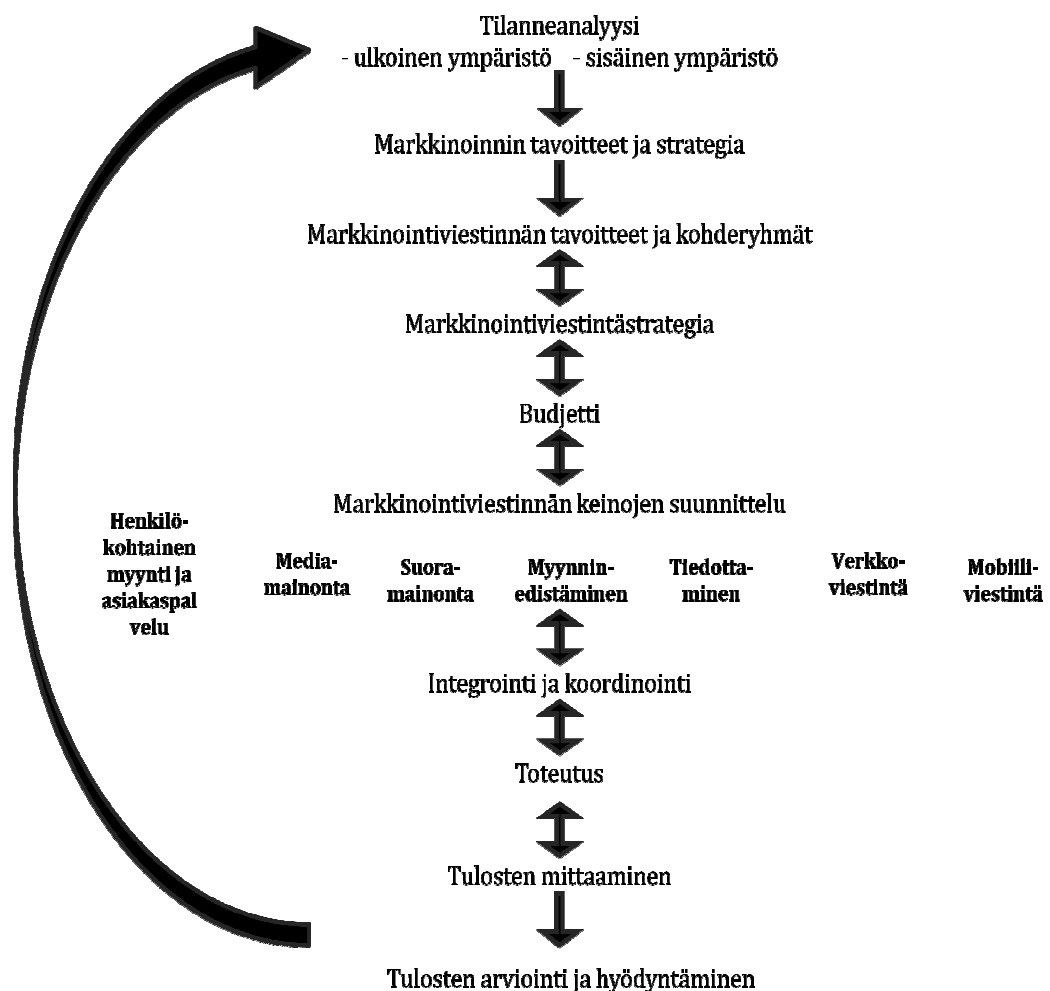 Tilanneanalyysi
- ulkoinen ympäristö - sisäinen ympäristö
Markkinoinnin tavoitteet ja strategia
Markkinointiviestinnän tavoitteet ja kohderyhmät
Markkinointiviestintästrategia
Budjetti
Markkinointiviestinnän keinojen suunnittelu
Henkilö-
kohtainen
myynti ja
asiakaspal
velu
Media-
mainonta
Suora-
mainonta
Myynnin-
edistäminen
Tiedotta-
minen
Verkko-
viestintä
Mobiili-
viestintä
Integrointi ja koordinointi
Toteutus
Tulosten mittaaminen
Tulosten arviointi ja hyödyntäminen